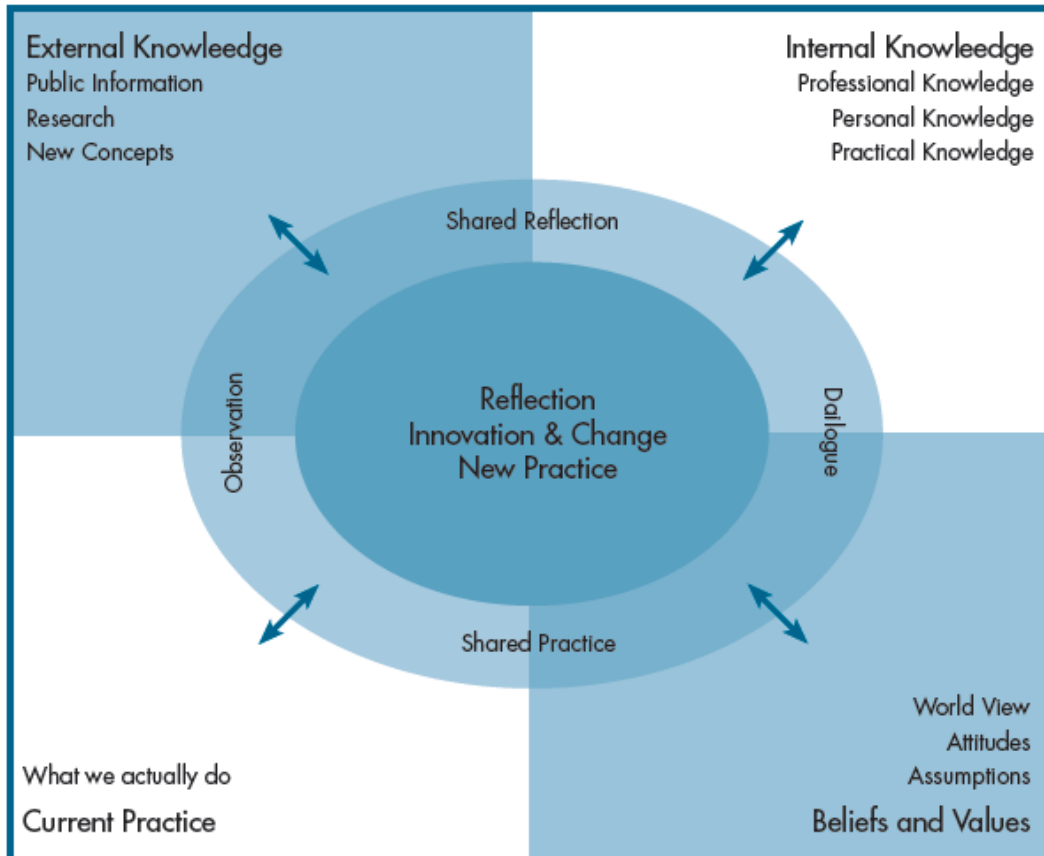 External Knowleedge
Public Information
Research
New Concepts
Internal Knowleedge
Professional Knowledge
Personal Knowledge
Practical Knowledge
Shared Reflection
Observation
Reflection
Innovation & Change
New Practice
Dailogue
Shared Practice
What we actually do
Current Practice
World View
Attitudes
Assumptions
Beliefs and Values